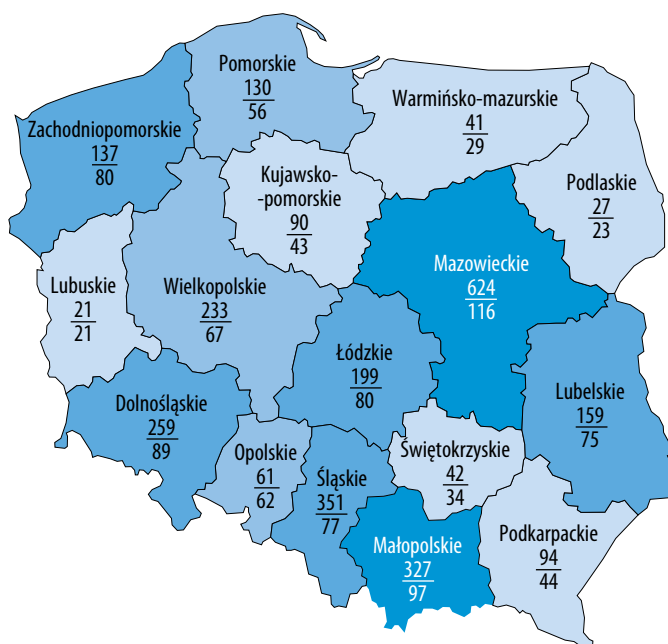 Pomorskie
130
56
Warmińsko-mazurskie
41
29
Zachodniopomorskie
137
80
Kujawsko-
-pomorskie
90
43
Podlaskie
27
23
Mazowieckie
624
116
Lubuskie
21
21
Wielkopolskie
233
67
Łódzkie
199
80
Lubelskie
159
75
Dolnośląskie
259
89
Opolskie
61
62
Śląskie
351
77
Świętokrzyskie
42
34
Małopolskie
327
97
Podkarpackie
94
44